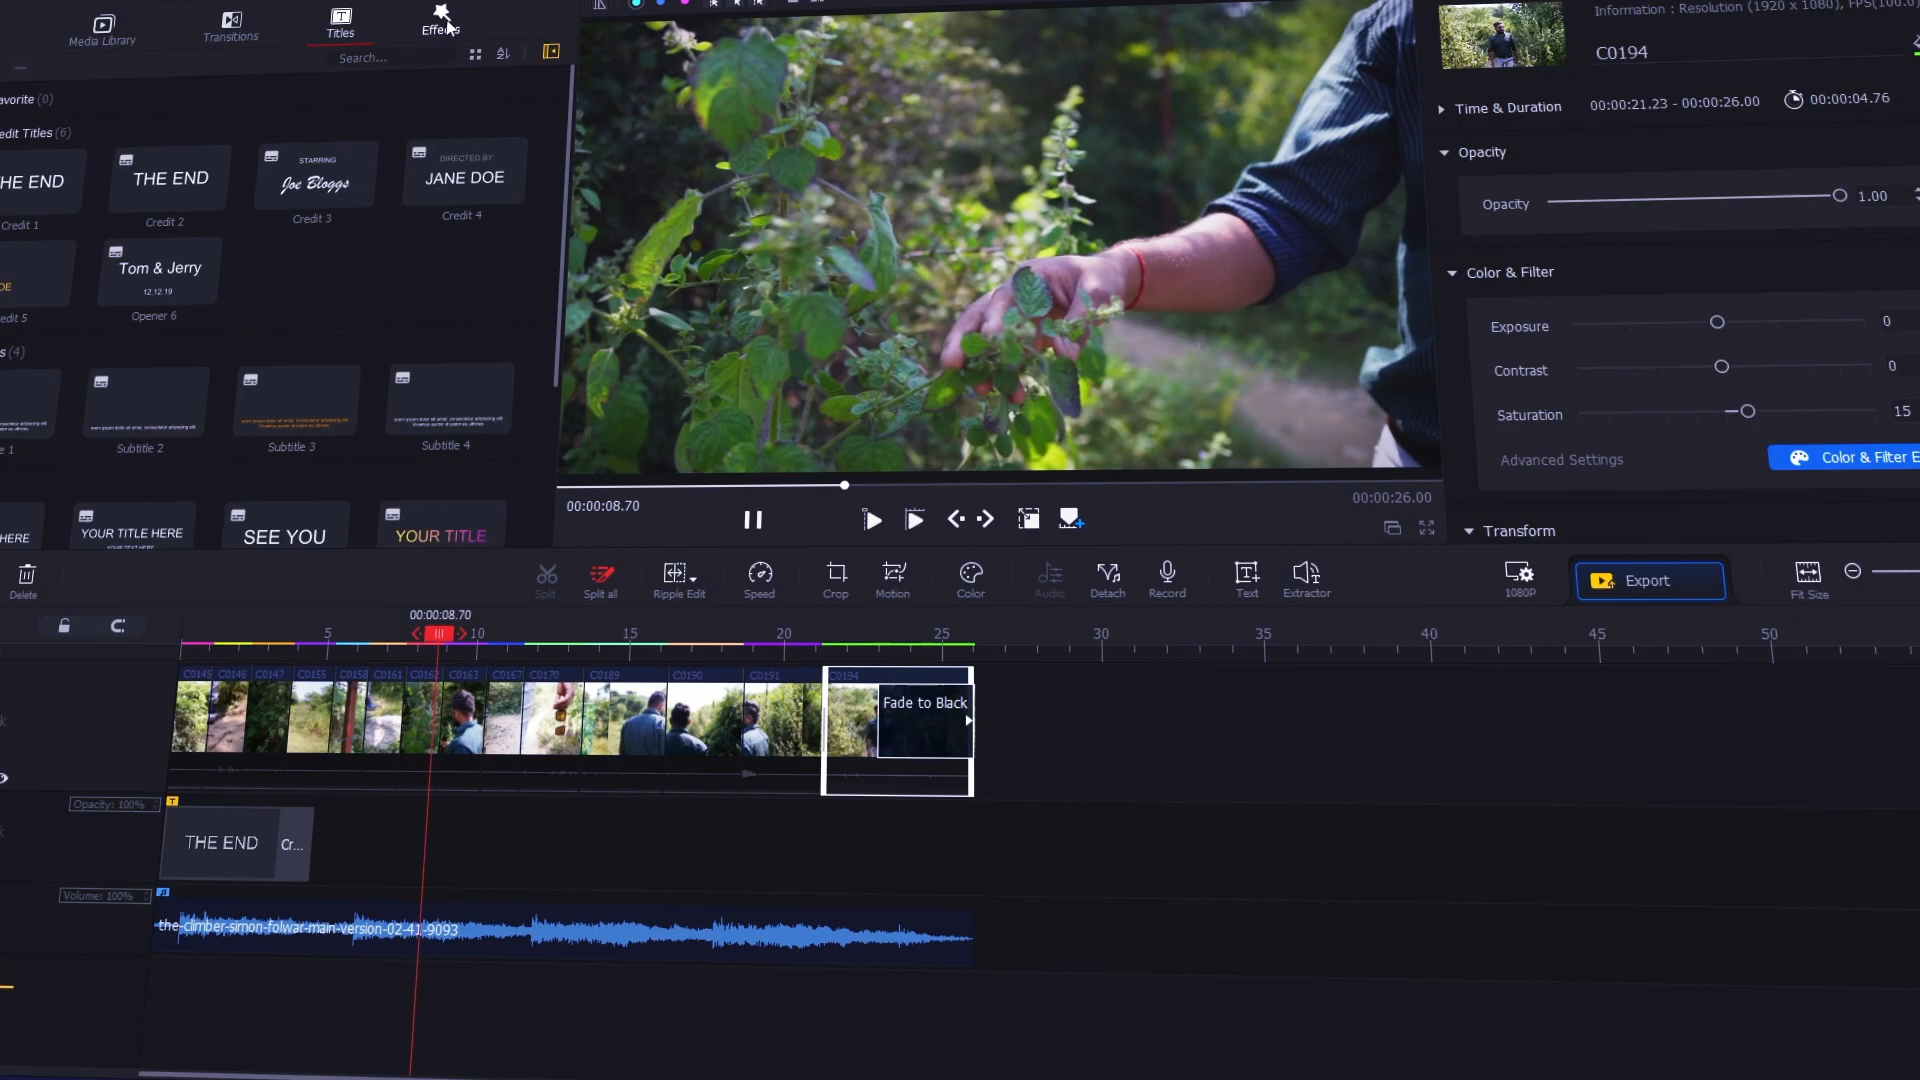 Media Library
Transitions
Titles
Effects
Search...
avorite (0)
edit Titles (6)
HE END
THE END
STARRING
Joe Bloggs
DIRECTED BY
JANE DOE
Credit 1
Credit 2
Credit 3
Credit 4
OE
Tom & Jerry
12.12.19
edit 5
Opener 6
s (4)
e 1
Subtitle 2
Subtitle 3
Subtitle 4
HERE
YOUR TITLE HERE
SEE YOU
YOUR TITLE
00:00:08.70
00:00:26.00
Information : Resolution (1920 x 1080), FPS(100.0
C0194
Time & Duration
00:00:21.23 - 00:00:26.00
00:00:04.76
Opacity
Opacity
1.00
Color & Filter
Exposure
0
Contrast
0
Saturation
15
Advanced Settings
Color & Filter E
Transform
Delete
Split
Split all
Ripple Edit
Speed
Crop
Motion
Color
Audio
Detach
Record
Text
Extractor
1080P
Export
Fit Size
00:00:08.70
5
10
15
20
25
30
35
40
45
50
C0145
C0146
C0147
C0155
C0158
C0161
C0162
C0163
C0167
C0170
C0189
C0190
C0191
C0194
Fade to Black
k
Opacity: 100%
THE END
Cr...
Volume: 100%
the-climber-simon-folwar-main-version-02-41-9093